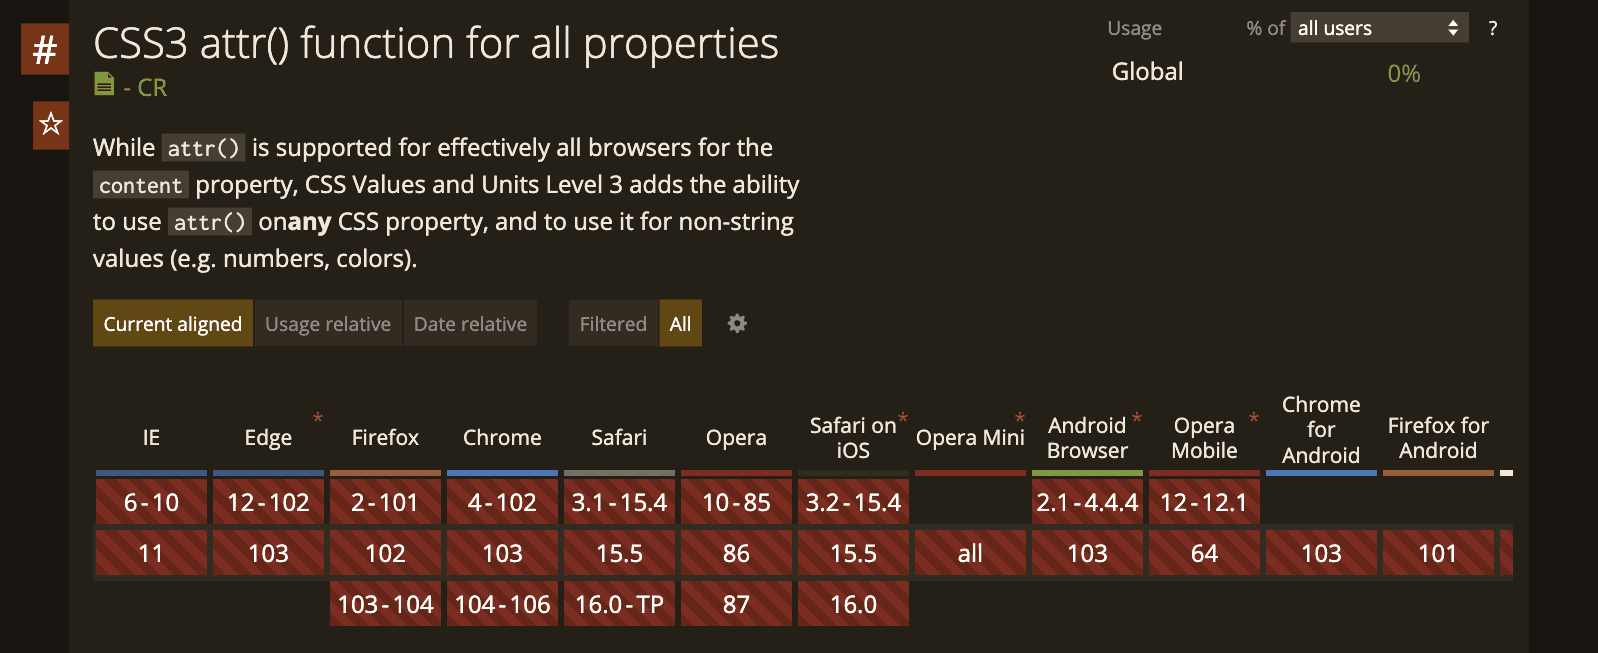 #
CSS3 attr() function for all properties
- CR
Usage % of all users ?
Global 0%
While attr() is supported for effectively all browsers for the
content property, CSS Values and Units Level 3 adds the ability
to use attr() onany CSS property, and to use it for non-string
values (e.g. numbers, colors).
Current aligned Usage relative Date relative Filtered All
IE Edge * Firefox Chrome Safari Opera Safari on iOS * Opera Mini * Android Browser * Opera Mobile * Chrome for Android Firefox for Android
6-10 12-102 2-101 4-102 3.1-15.4 10-85 3.2-15.4 2.1-4.4.4 12-12.1
11 103 102 103 15.5 86 15.5 all 103 64 103 101
103-104 104-106 16.0-TP 87 16.0